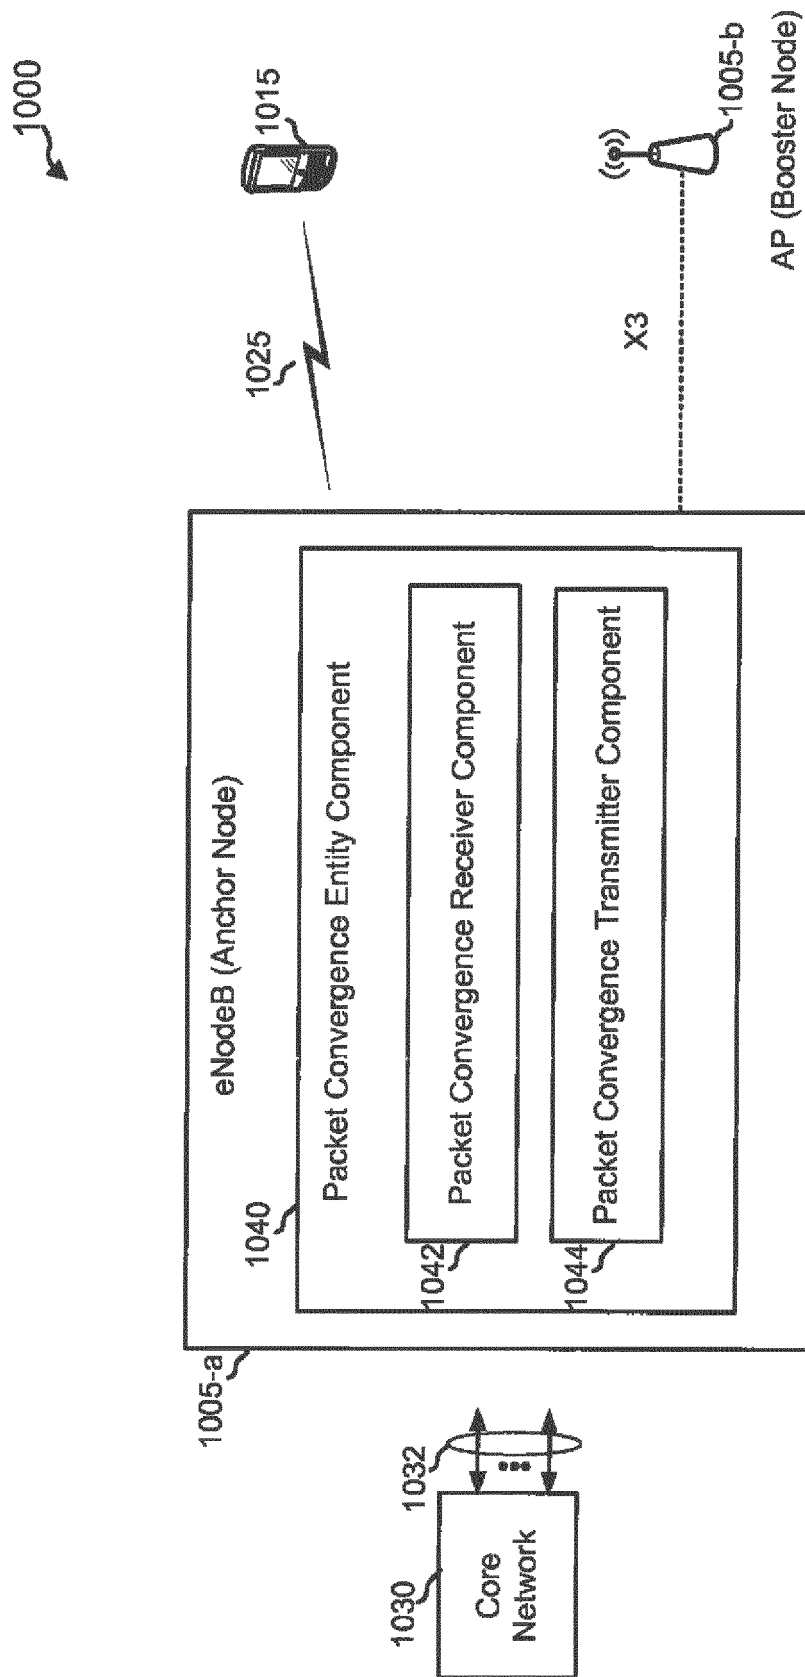 1000
1015
1025
X3
1005-b
AP (Booster Node)
1005-a
eNodeB (Anchor Node)
1040
Packet Convergence Entity Component
1042
Packet Convergence Receiver Component
1044
Packet Convergence Transmitter Component
1032
1030
Core
Network